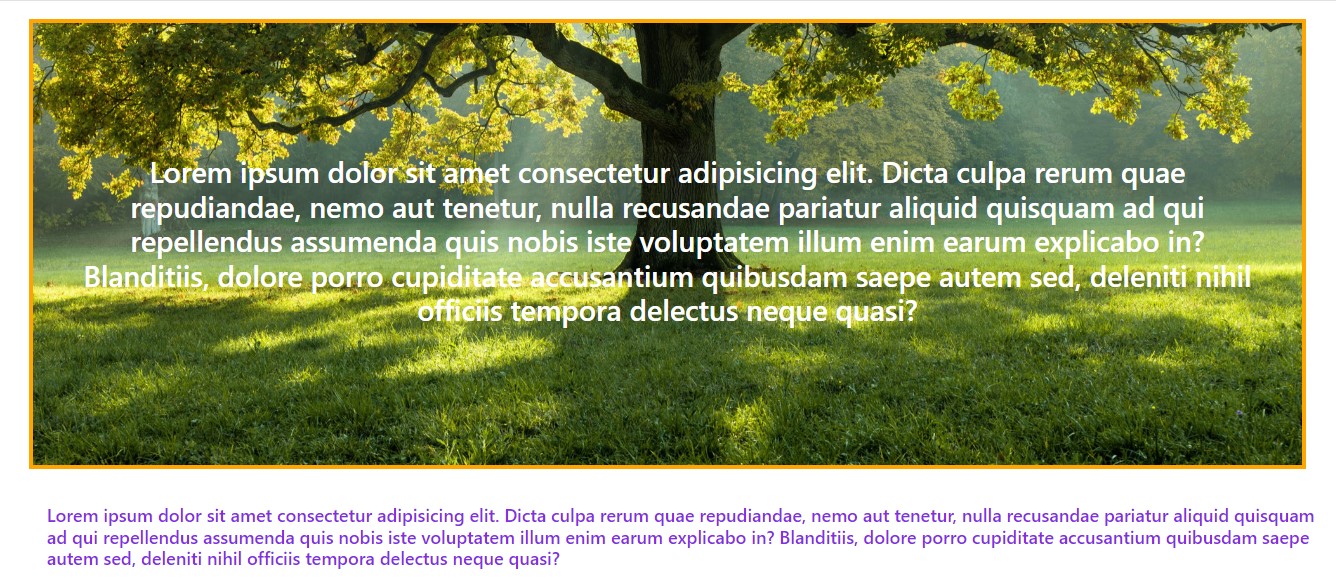 Lorem ipsum dolor sit amet consectetur adipisicing elit. Dicta culpa rerum quae
repudiandae, nemo aut tenetur, nulla recusandae pariatur aliquid quisquam ad qui
repellendus assumenda quis nobis iste voluptatem illum enim earum explicabo in?
Blanditiis, dolore porro cupiditate accusantium quibusdam saepe autem sed, deleniti nihil
officiis tempora delectus neque quasi?
Lorem ipsum dolor sit amet consectetur adipisicing elit. Dicta culpa rerum quae repudiandae, nemo aut tenetur, nulla recusandae pariatur aliquid quisquam
ad qui repellendus assumenda quis nobis iste voluptatem illum enim earum explicabo in? Blanditiis, dolore porro cupiditate accusantium quibusdam saepe
autem sed, deleniti nihil officiis tempora delectus neque quasi?